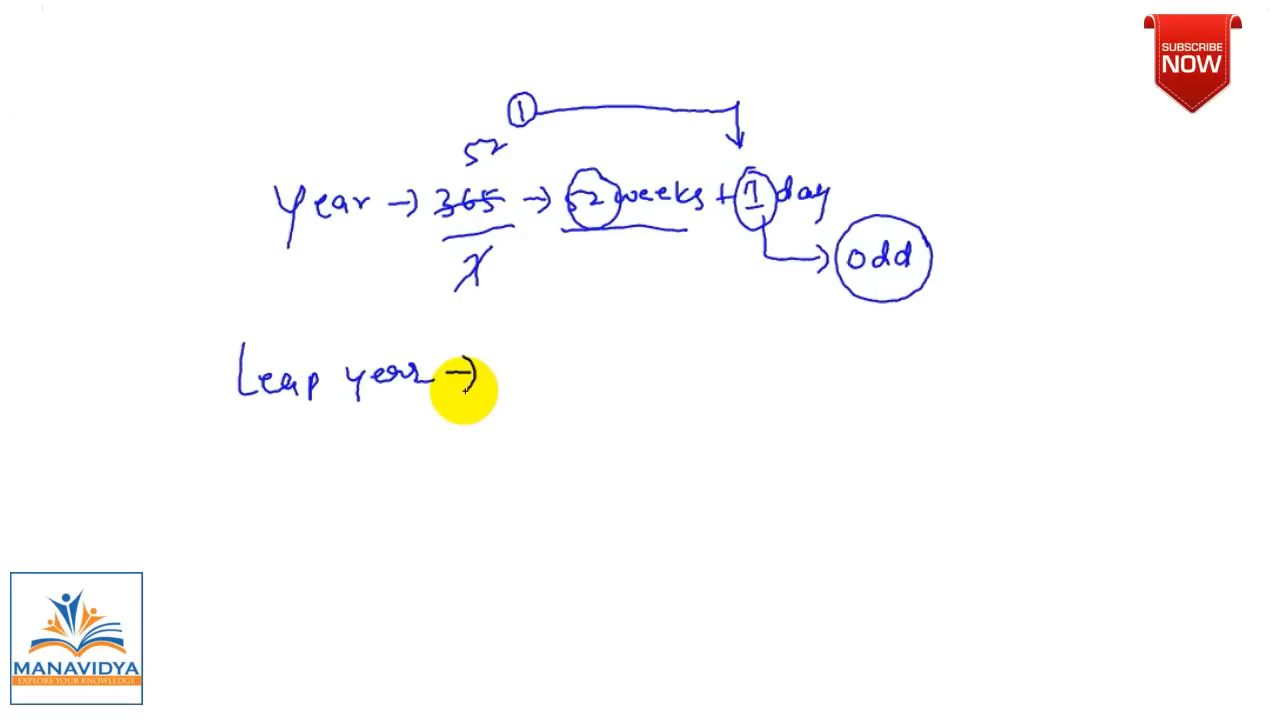 SUBSCRIBE
NOW
1
52
Year → 365 → 52 weeks + 1 day
7
odd
Leap year →
MANAVIDYA
EXPLORE YOUR KNOWLEDGE